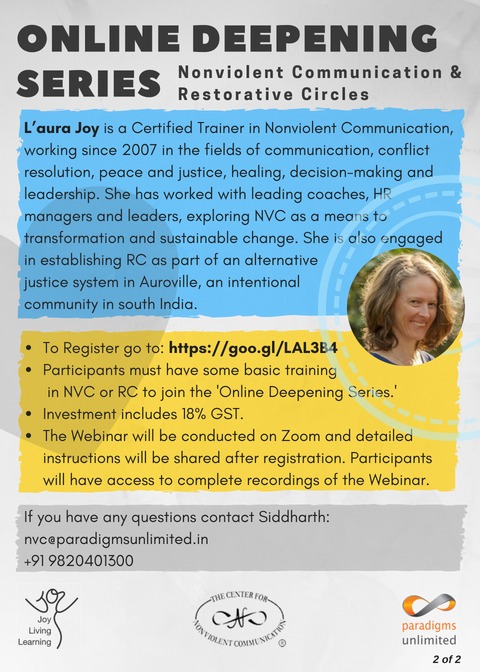 ONLINE DEEPENING
SERIES
Nonviolent Communication &
Restorative Circles
L'aura Joy is a Certified Trainer in Nonviolent Communication,
working since 2007 in the fields of communication, conflict
resolution, peace and justice, healing, decision-making and
leadership. She has worked with leading coaches, HR
managers and leaders, exploring NVC as a means to
transformation and sustainable change. She is also engaged
in establishing RC as part of an alternative
justice system in Auroville, an intentional
community in south India.
• To Register go to: https://goo.gl/LAL3B4
• Participants must have some basic training
in NVC or RC to join the 'Online Deepening Series.'
• Investment includes 18% GST.
• The Webinar will be conducted on Zoom and detailed
instructions will be shared after registration. Participants
will have access to complete recordings of the Webinar.
If you have any questions contact Siddharth:
nvc@paradigmsunlimited.in
+91 9820401300
Joy
Living
Learning
THE CENTER FOR
CNVC
NONVIOLENT COMMUNICATION
®
paradigms
unlimited
2 of 2